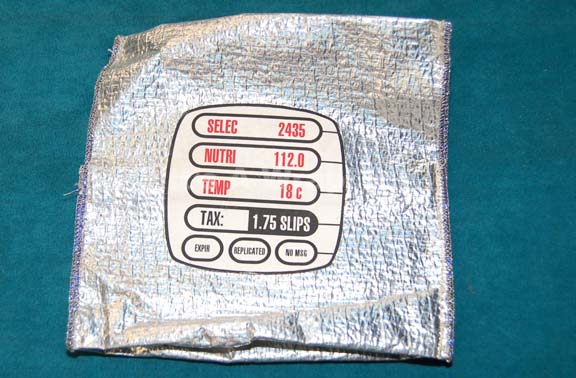 SELEC 2435
NUTRI 112.0
TEMP 18 C
TAX: 1.75 SLIPS
EXPIR REPLICATED NO MSG